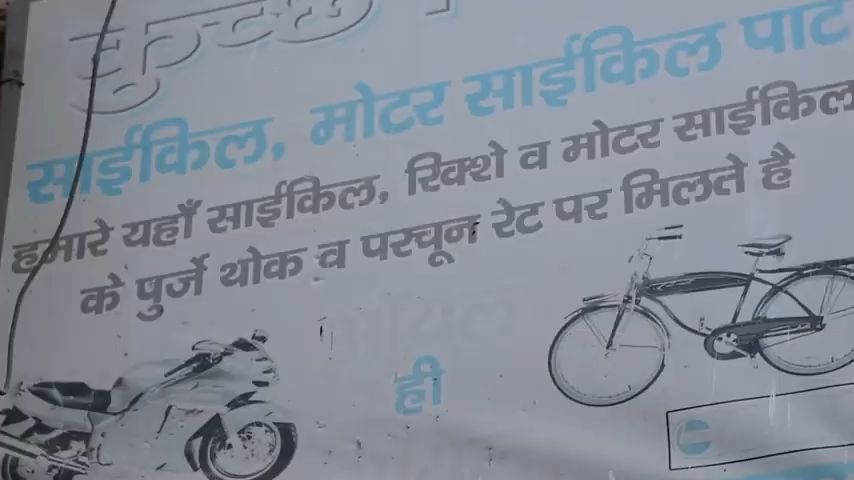 साईकिल, मोटर साईकिल पार्ट
हमारे यहाँ साईकिल, रिक्शे व मोटर साईकिल
के पुर्जे थोक व परचून रेट पर मिलते है
ही